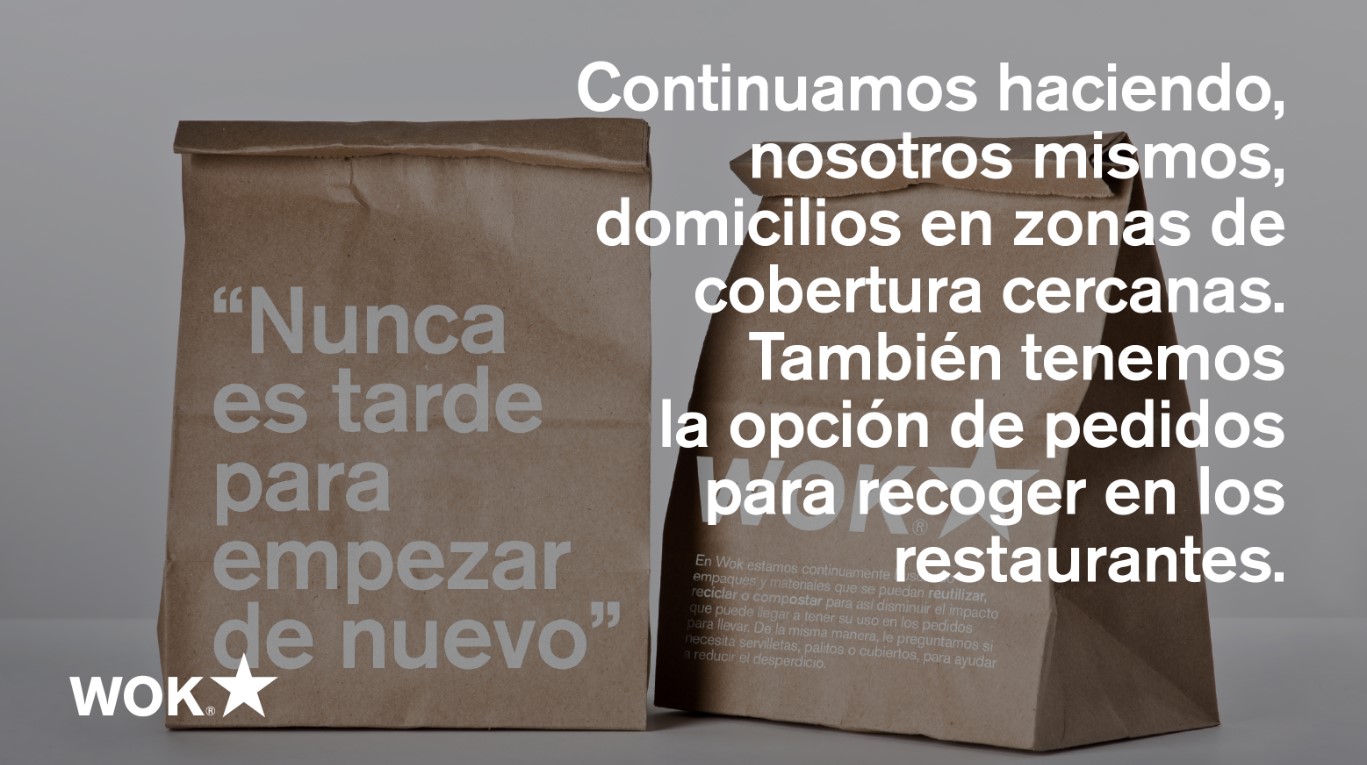 Continuamos haciendo,
nosotros mismos,
domicilios en zonas de
cobertura cercanas.
También tenemos
la opción de pedidos
para recoger en los
restaurantes.
“Nunca
es tarde
para
empezar
de nuevo”
WOK®
En Wok estamos continuamente
empaques y materiales que se puedan reutilizar,
reciclar o compostar para así disminuir el impacto
que puede llegar a tener su uso en los pedidos
para llevar. De la misma manera, le preguntamos si
necesita servilletas, palitos o cubiertos, para ayudar
a reducir el desperdicio.
WOK®